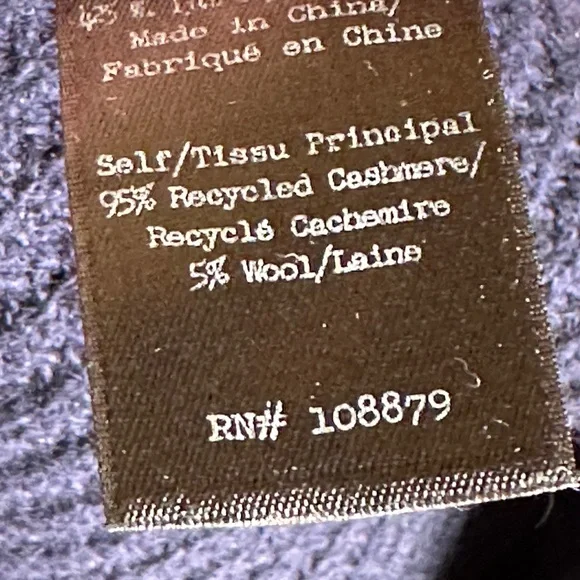 Made in China/
Fabriqué en Chine
Self/Tissu Principal
95% Recycled Cashmere/
Recyclé Cachemire
5% Wool/Laine
RN# 108879